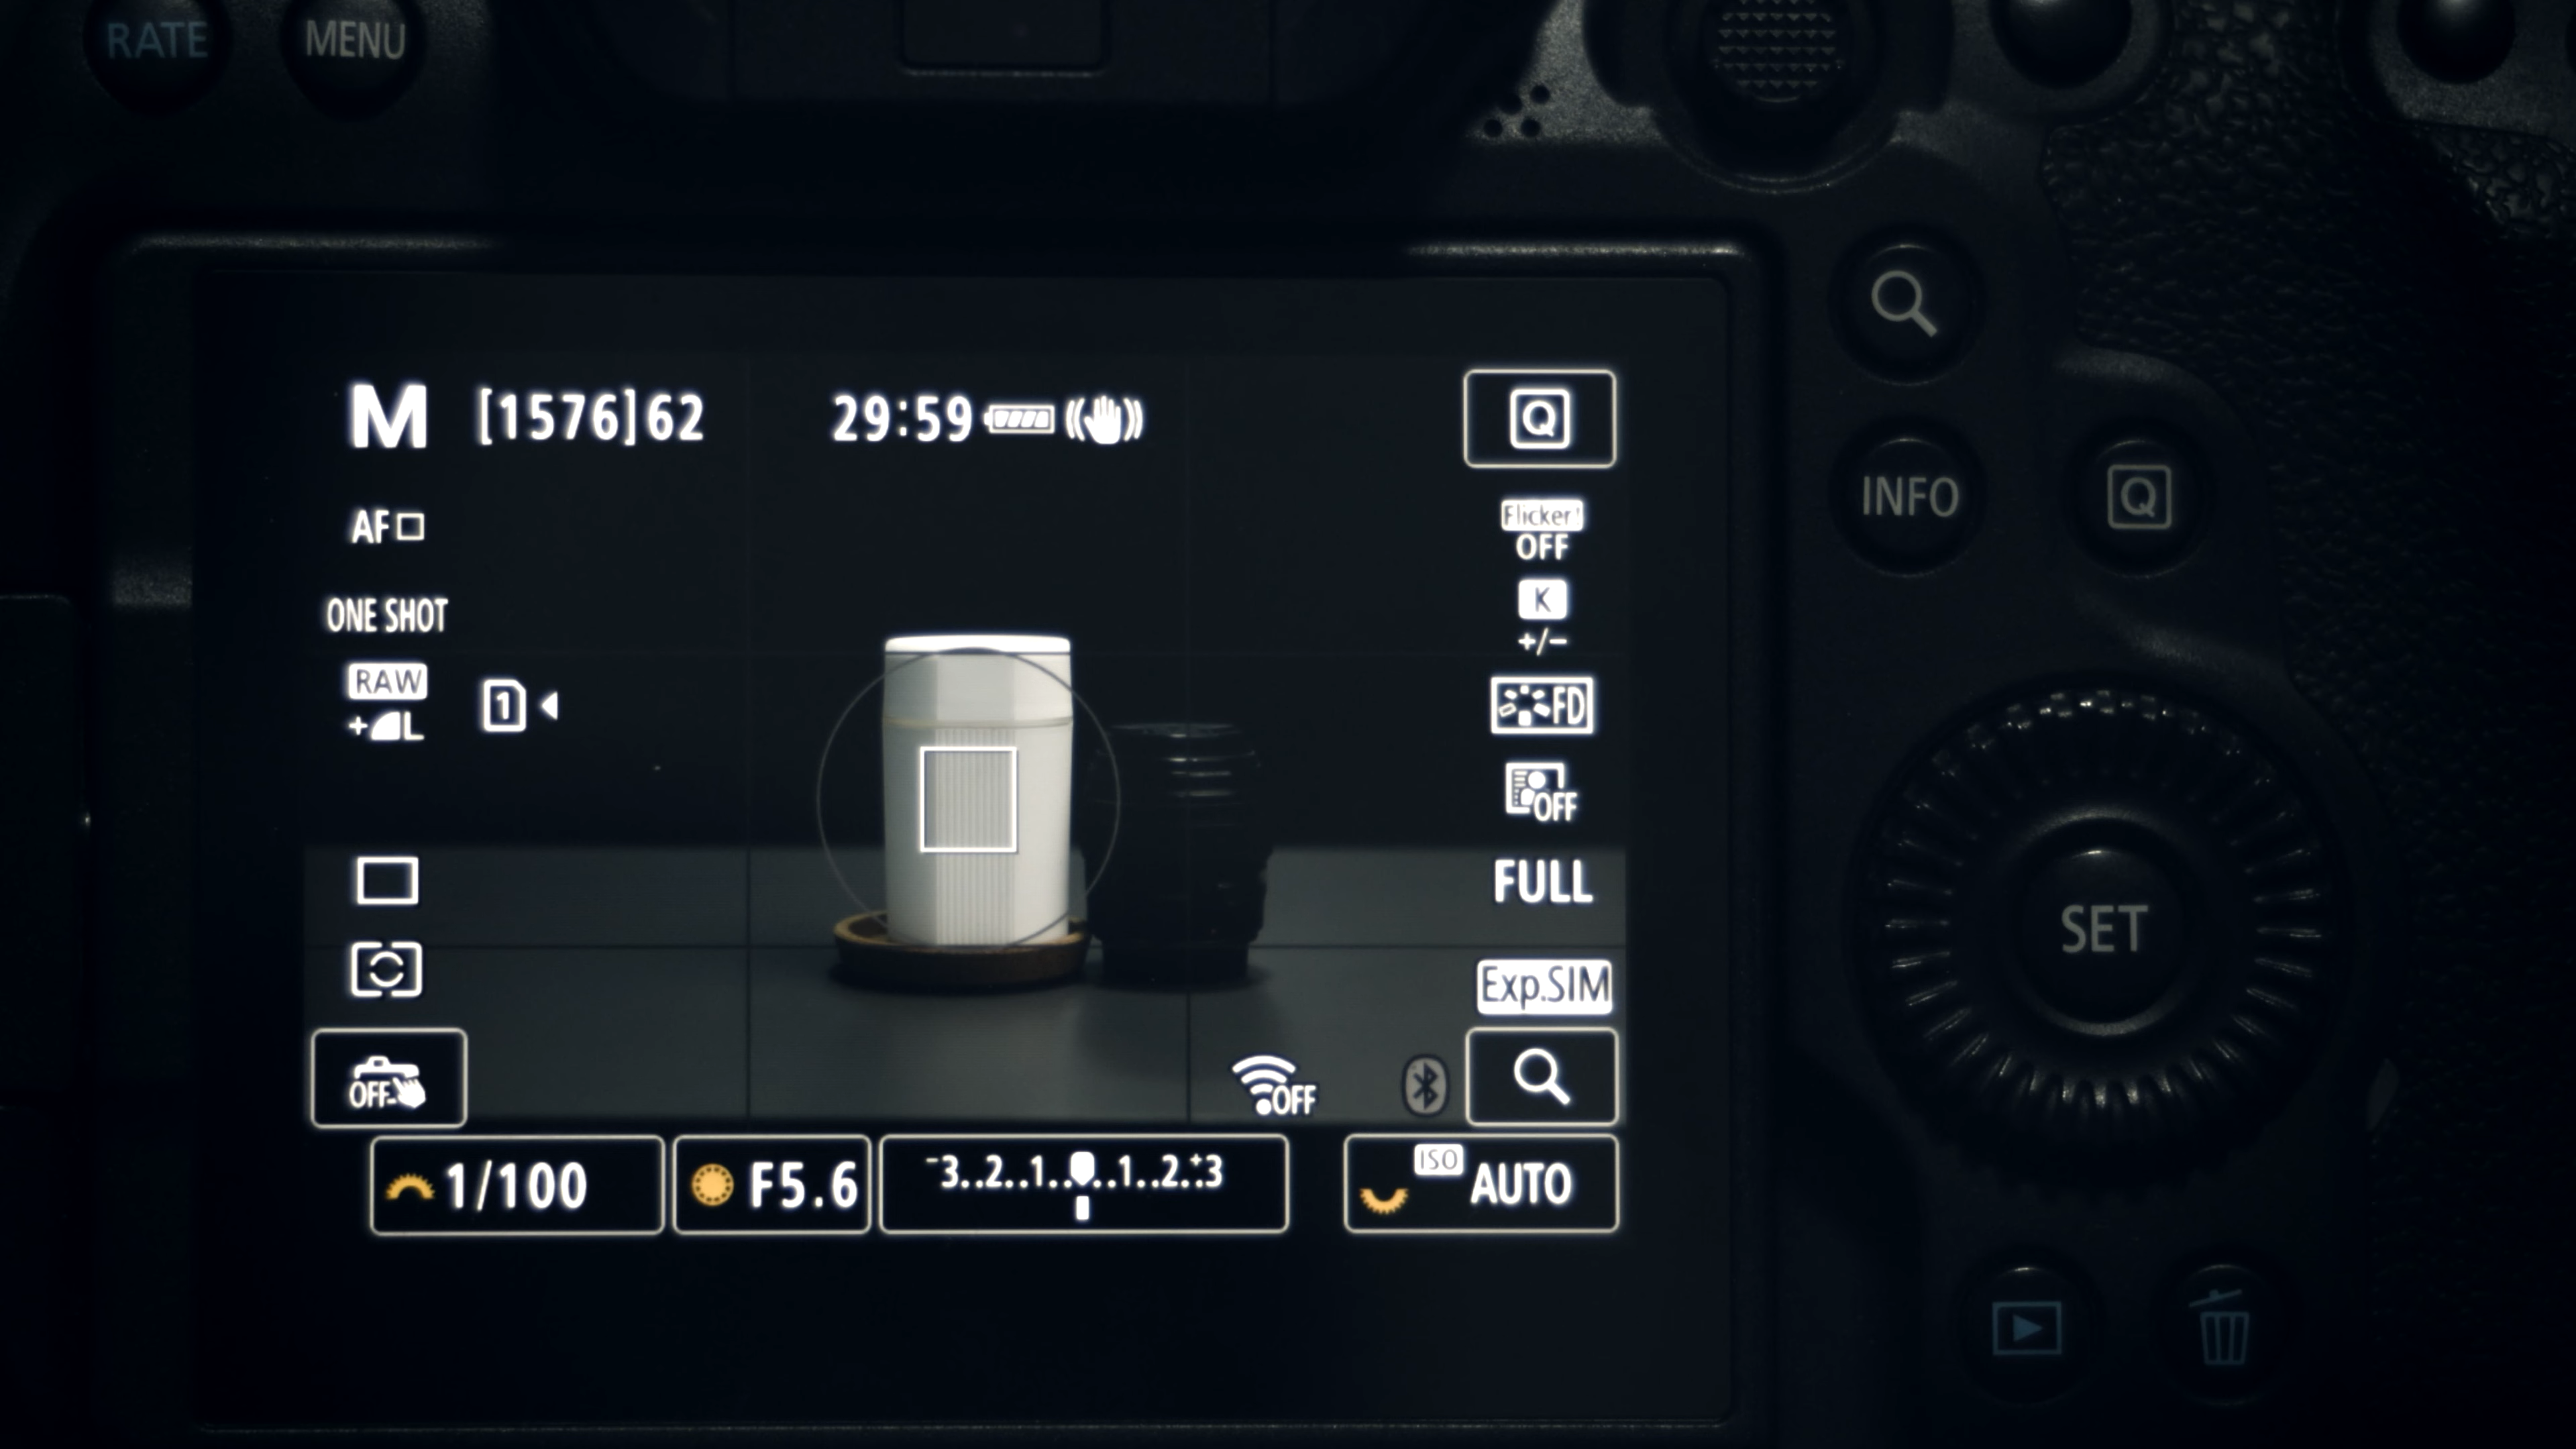 RATE MENU
M [1576]62 29:59 Q
AF
ONE SHOT
RAW
+L 1
Flicker!
OFF
K
+/-
FD
OFF
FULL
Exp.SIM
OFF
OFF
1/100 F5.6 -3..2..1..0..1..2..+3 ISO AUTO
INFO Q
SET